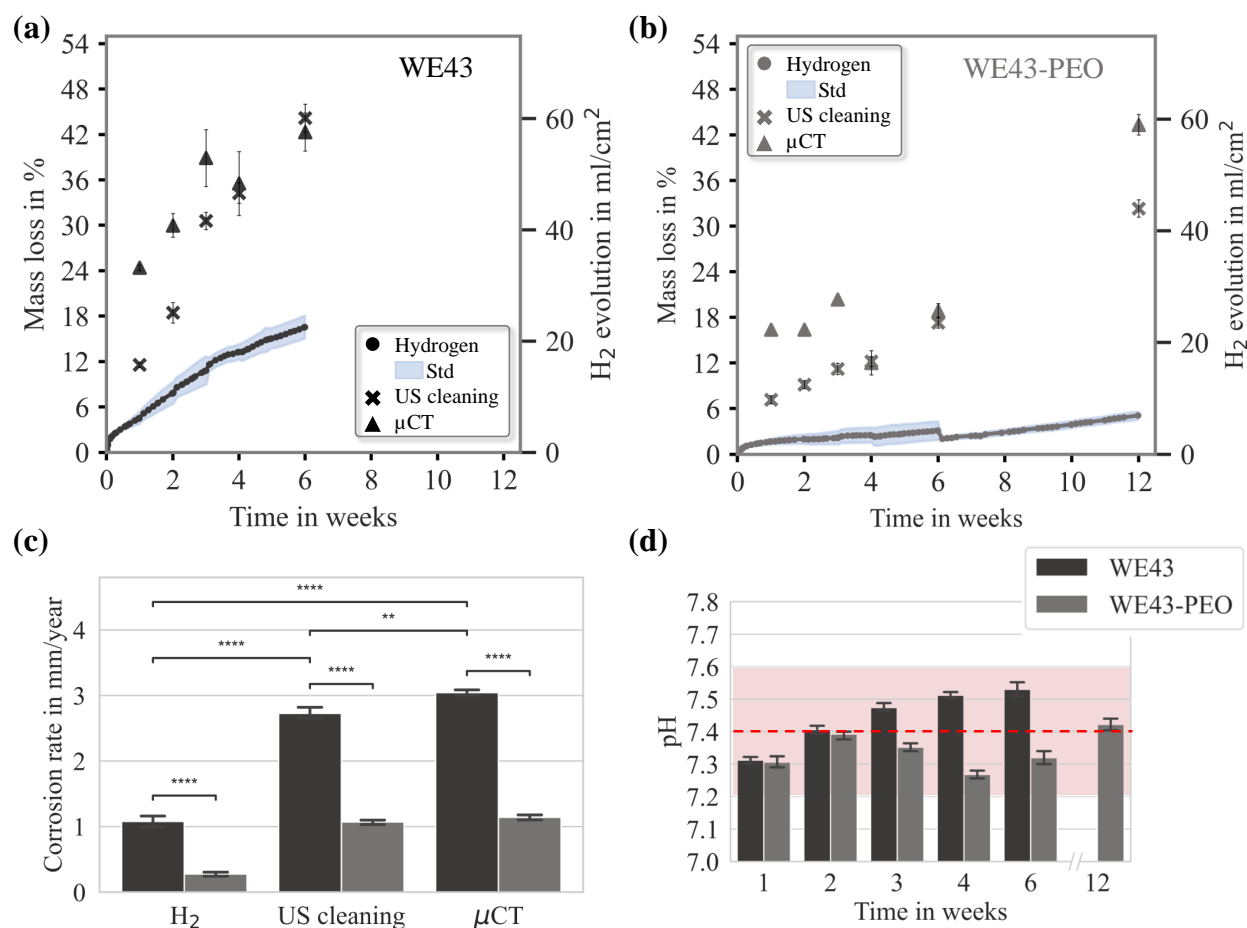 (a)
54
48
42
36
30
24
18
12
6
0
Mass loss in %
WE43
60
40
20
0
H₂ evolution in ml/cm²
Hydrogen
Std
US cleaning
µCT
0 2 4 6 8 10 12
Time in weeks
(b)
54
48
42
36
30
24
18
12
6
0
Mass loss in %
Hydrogen
Std
US cleaning
µCT
WE43-PEO
60
40
20
0
H₂ evolution in ml/cm²
0 2 4 6 8 10 12
Time in weeks
(c)
Corrosion rate in mm/year
4
3
2
1
0
****
**
****
****
****
****
H₂ US cleaning µCT
(d)
WE43
WE43-PEO
7.8
7.7
7.6
7.5
7.4
7.3
7.2
7.1
7.0
pH
1 2 3 4 6 // 12
Time in weeks